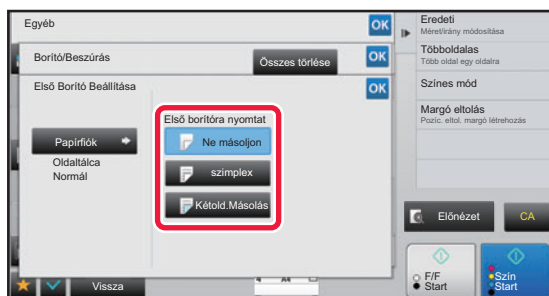 Egyéb
OK
Borító/Beszúrás
Összes törlése
OK
Első Borító Beállítása
OK
Első borítóra nyomtat
Papírfiók
Ne másoljon
Oldaltálca
Normál
szimplex
Kétold.Másolás
Vissza
A4
Eredeti
Méret/irány módosítása
Többoldalas
Több oldal egy oldalra
Színes mód
Margó eltolás
Pozíc. eltol. margó létrehozás
Előnézet
CA
F/F
Start
Szín
Start